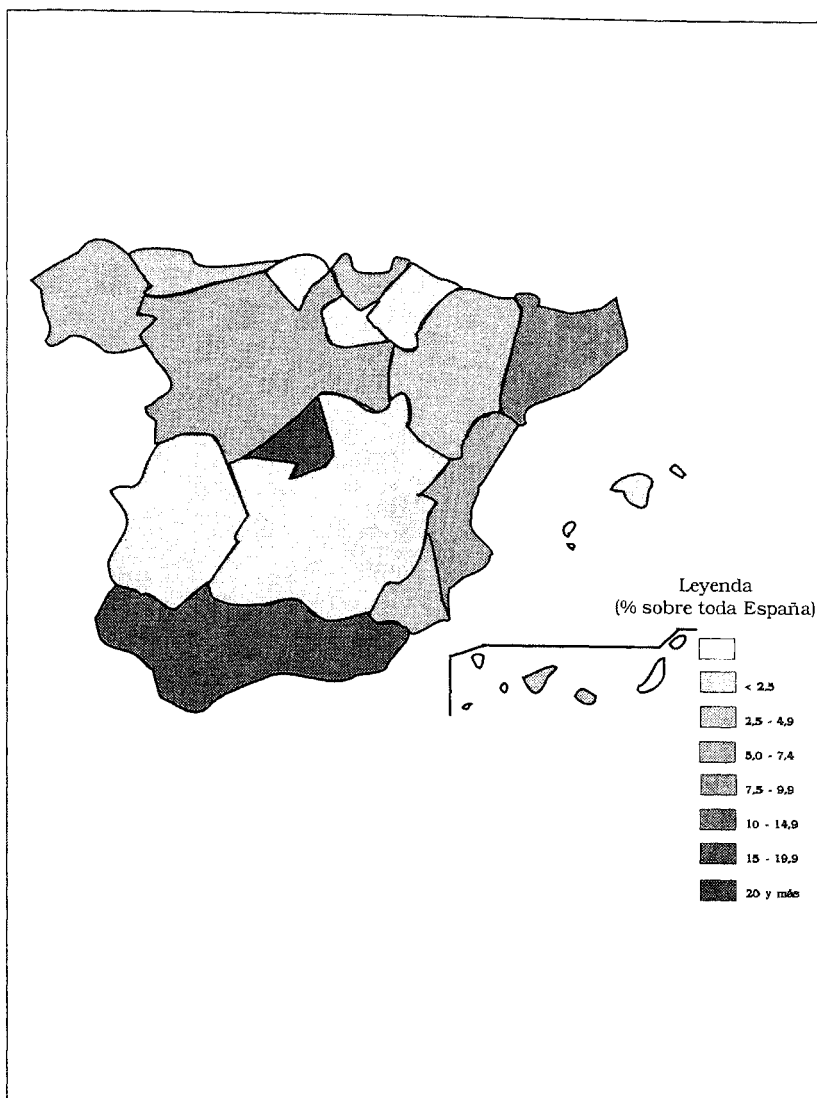 Leyenda
(% sobre toda España)
< 2,5
2,5 - 4,9
5,0 - 7,4
7,5 - 9,9
10 - 14,9
15 - 19,9
20 y más